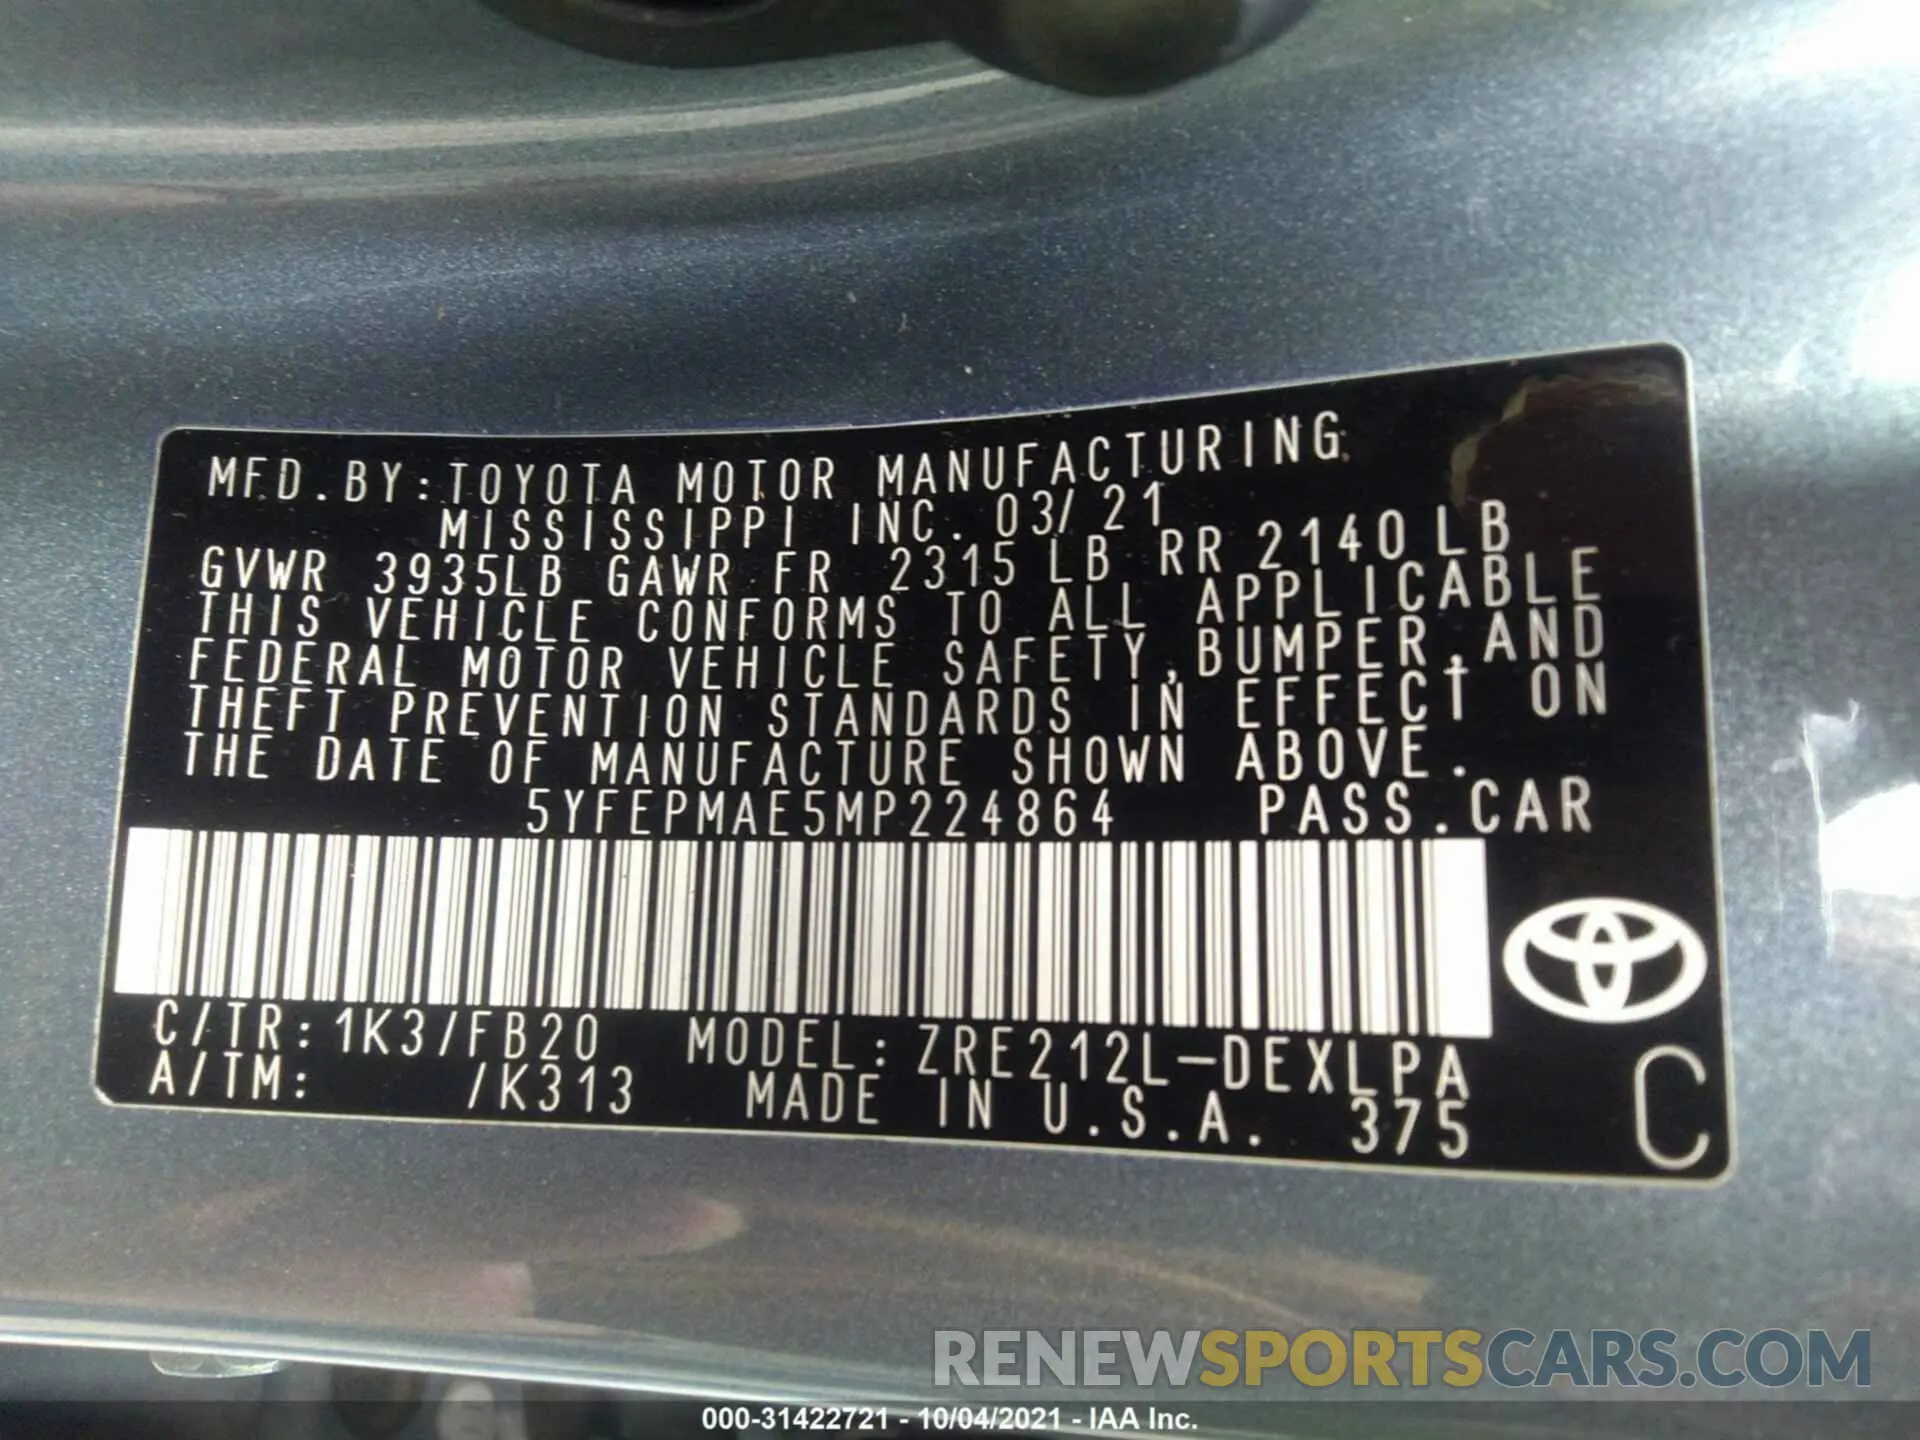 MFD.BY:TOYOTA MOTOR MANUFACTURING,
MISSISSIPPI INC. 03/21
GVWR 3935LB GAWR FR 2315LB RR 2140LB
THIS VEHICLE CONFORMS TO ALL APPLICABLE
FEDERAL MOTOR VEHICLE SAFETY,BUMPER,AND
THEFT PREVENTION STANDARDS IN EFFECT ON
THE DATE OF MANUFACTURE SHOWN ABOVE.
5YFEPMAE5MP224864 PASS.CAR
C/TR:1K3/FB20 MODEL:ZRE212L-DEXLPA
A/TM: /K313 MADE IN U.S.A. 375
C
RENEWSPORTSCARS.COM
000-31422721 - 10/04/2021 - IAA Inc.